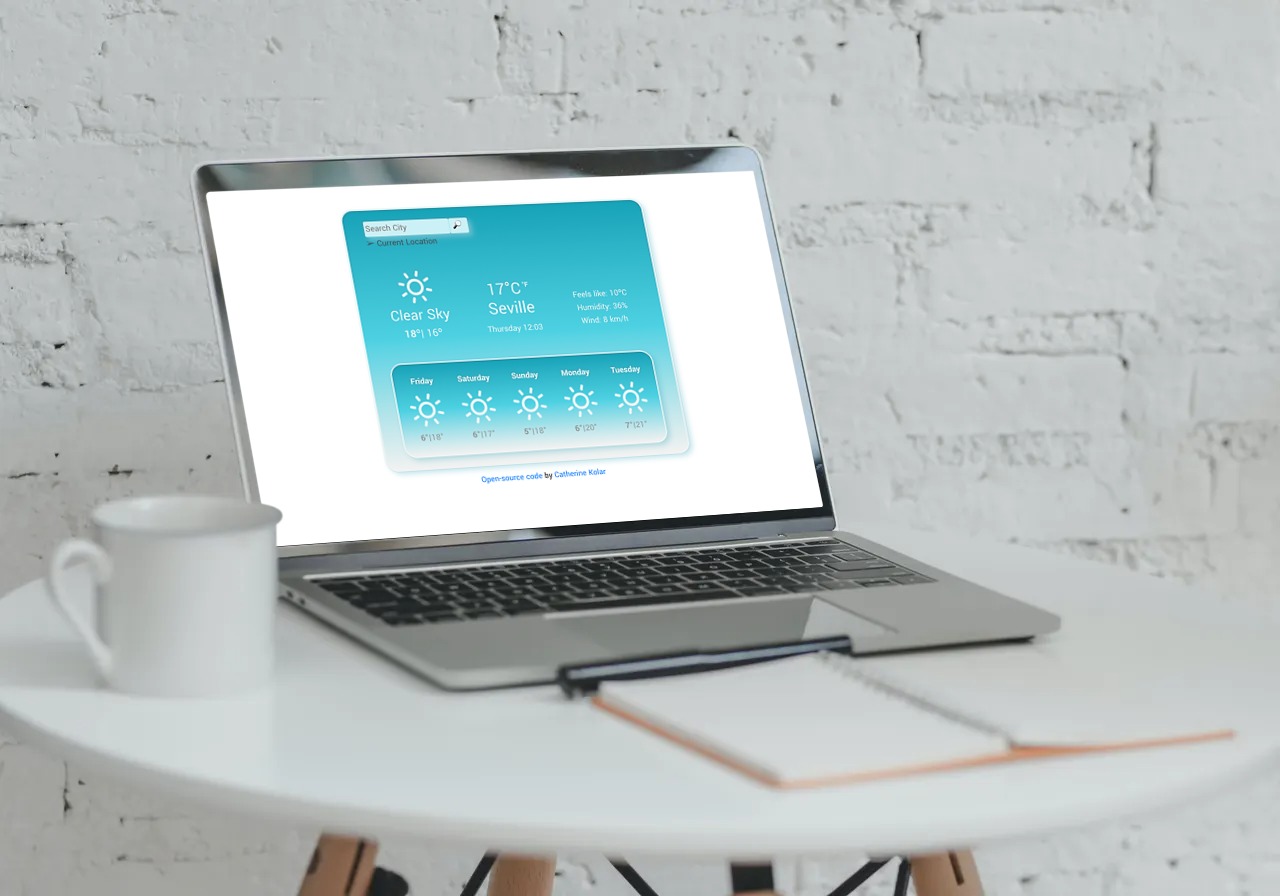 Search City
➢ Current Location
Clear Sky
18°| 16°
17°C°F
Seville
Thursday 12:03
Feels like: 10°C
Humidity: 36%
Wind: 8 km/h
Friday Saturday Sunday Monday Tuesday
6°|18° 6°|17° 5°|18° 6°|20° 7°|21°
Open-source code by Catherine Kolar